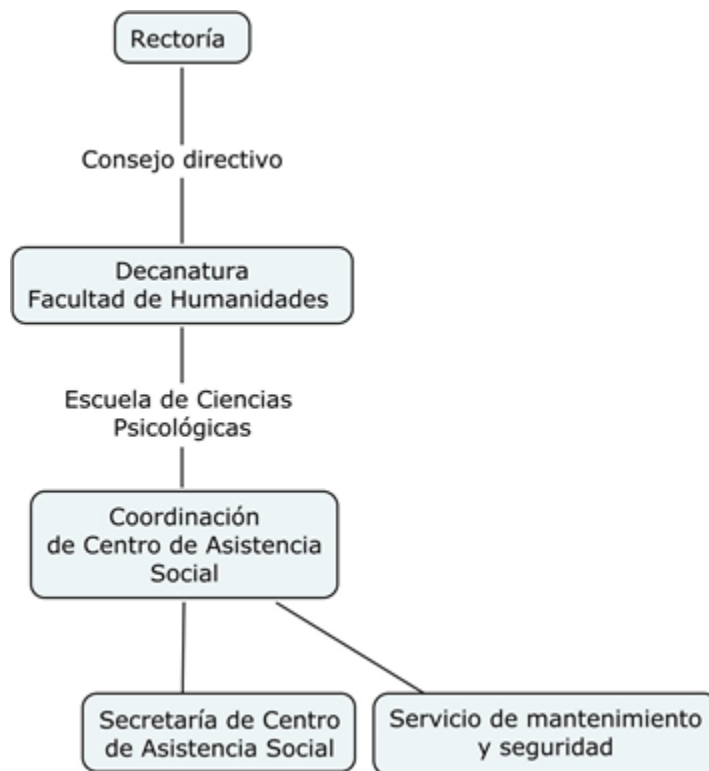 Rectoría
Consejo directivo
Decanatura
Facultad de Humanidades
Escuela de Ciencias
Psicológicas
Coordinación
de Centro de Asistencia
Social
Secretaría de Centro
de Asistencia Social
Servicio de mantenimiento
y seguridad